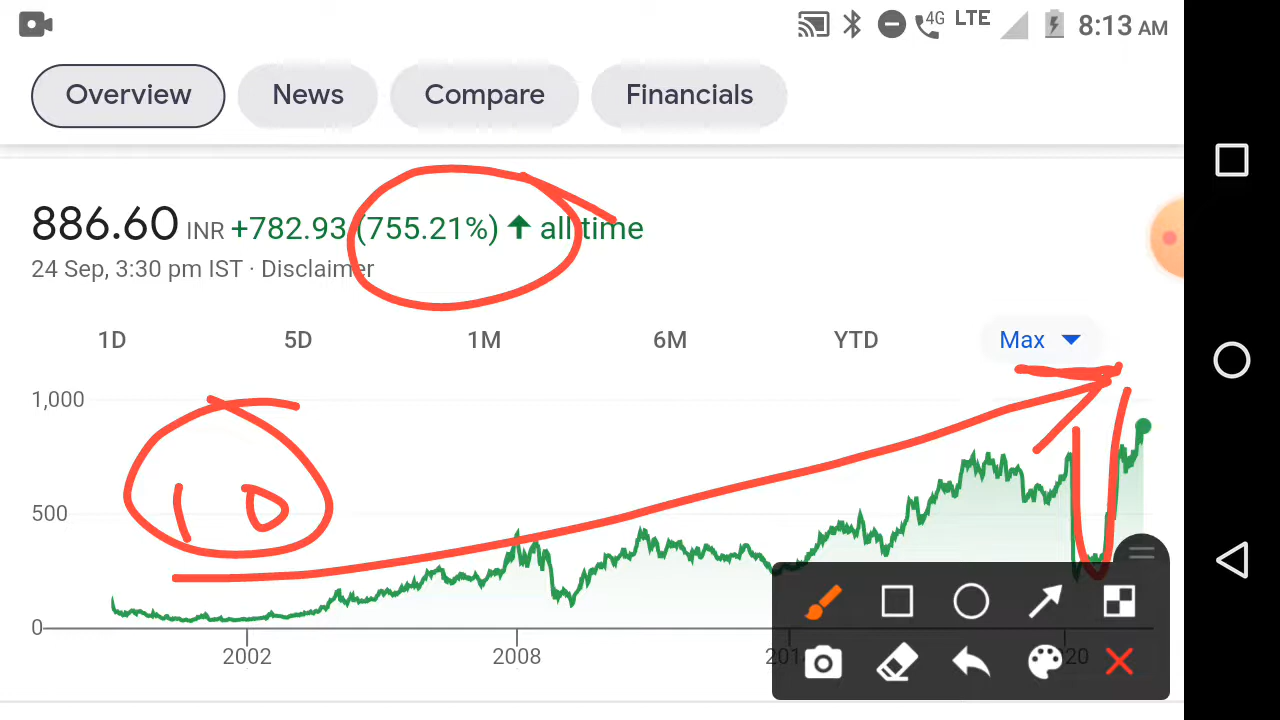 4G LTE 8:13 AM
Overview News Compare Financials
886.60 INR +782.93 (755.21%) all time
24 Sep, 3:30 pm IST · Disclaimer
1D 5D 1M 6M YTD Max
1,000
10
500
0
2002 2008